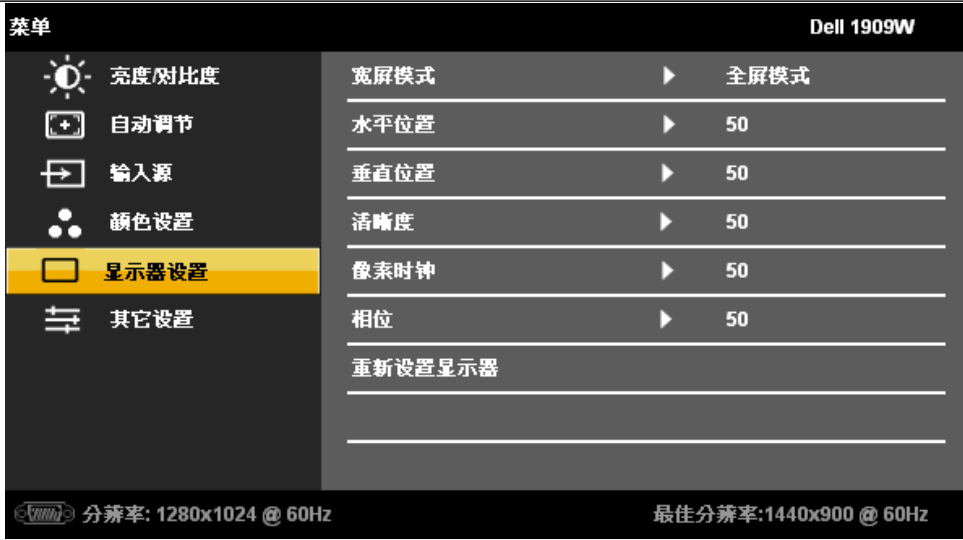 菜单 Dell 1909W
亮度/对比度
自动调节
输入源
颜色设置
显示器设置
其它设置
宽屏模式 全屏模式
水平位置 50
垂直位置 50
清晰度 50
像素时钟 50
相位 50
重新设置显示器
分辨率: 1280x1024 @ 60Hz 最佳分辨率:1440x900 @ 60Hz